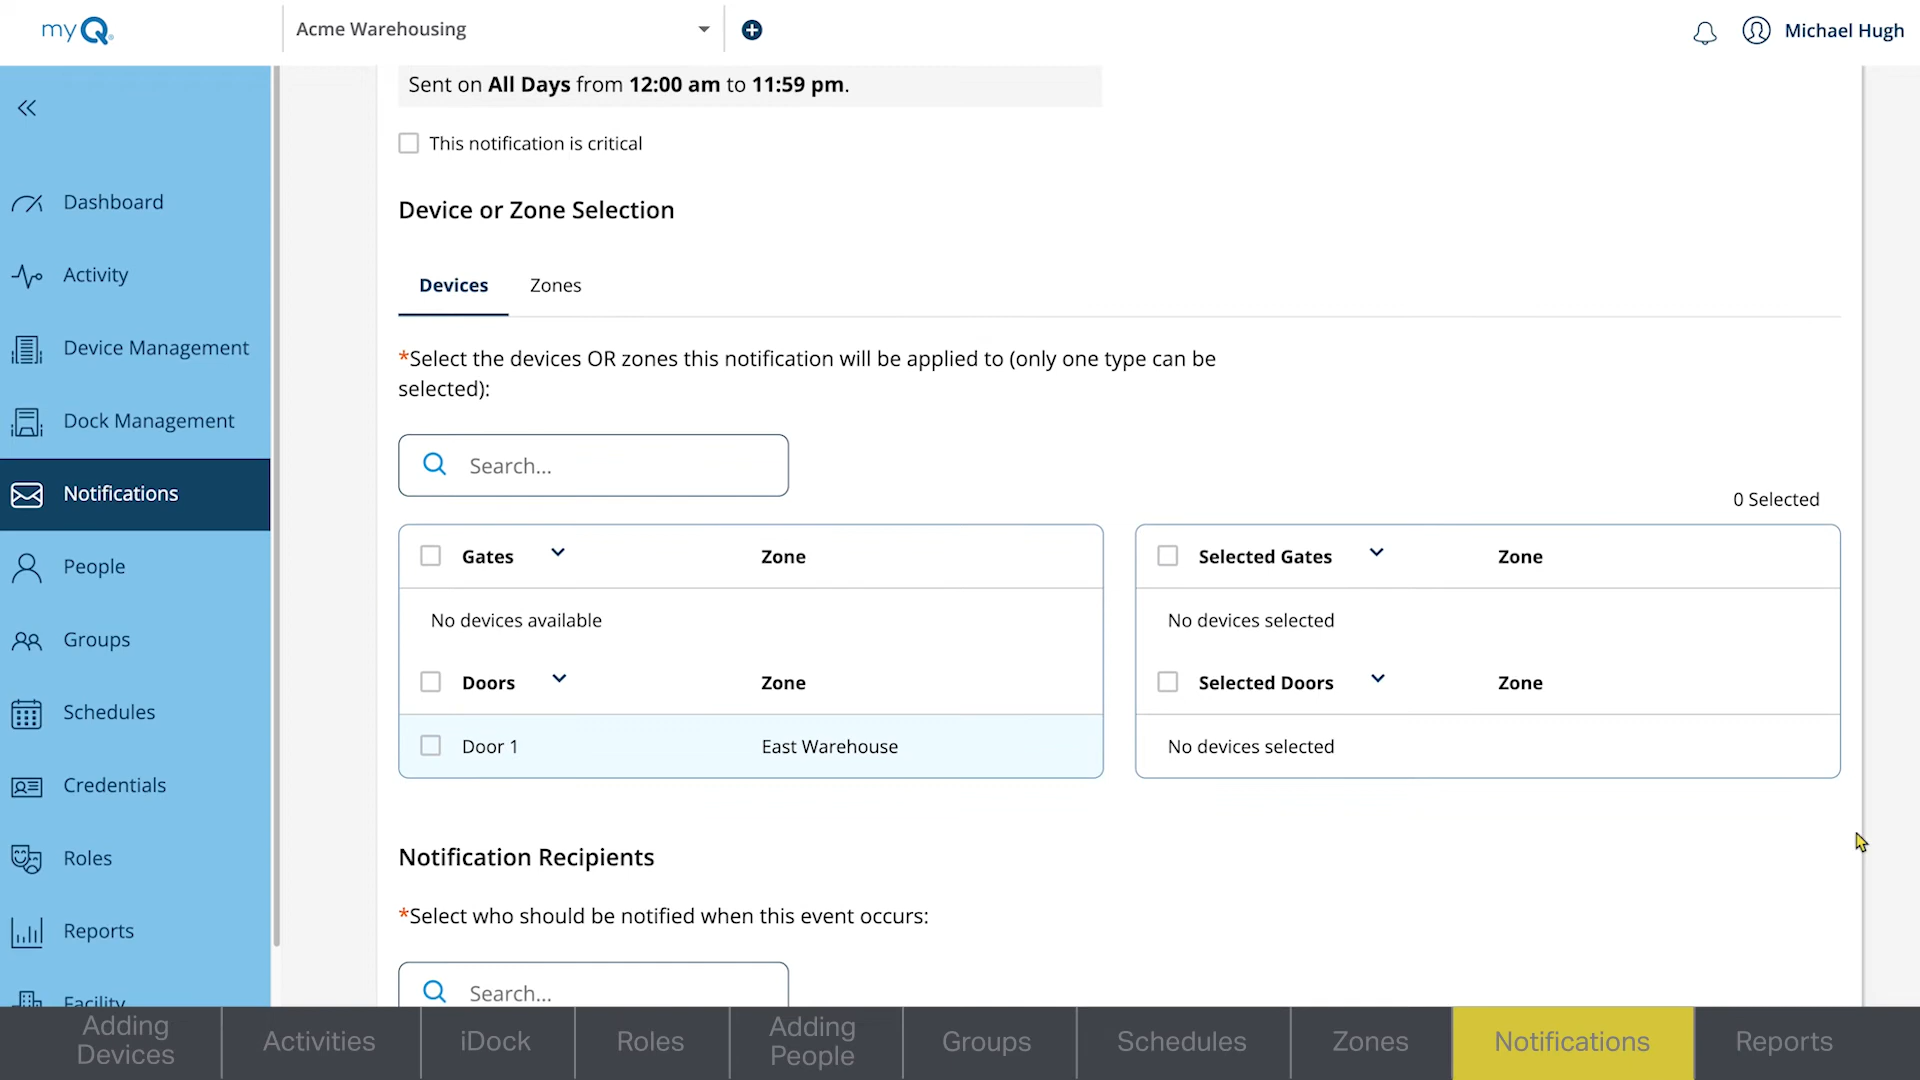 myQ
Acme Warehousing
Michael Hugh
Dashboard
Activity
Device Management
Dock Management
Notifications
People
Groups
Schedules
Credentials
Roles
Reports
Facility
Sent on All Days from 12:00 am to 11:59 pm.
This notification is critical
Device or Zone Selection
Devices Zones
*Select the devices OR zones this notification will be applied to (only one type can be
selected):
Search...
0 Selected
Gates Zone
No devices available
Doors Zone
Door 1 East Warehouse
Selected Gates Zone
No devices selected
Selected Doors Zone
No devices selected
Notification Recipients
*Select who should be notified when this event occurs:
Search...
Adding
Devices
Activities
iDock
Roles
Adding
People
Groups
Schedules
Zones
Notifications
Reports